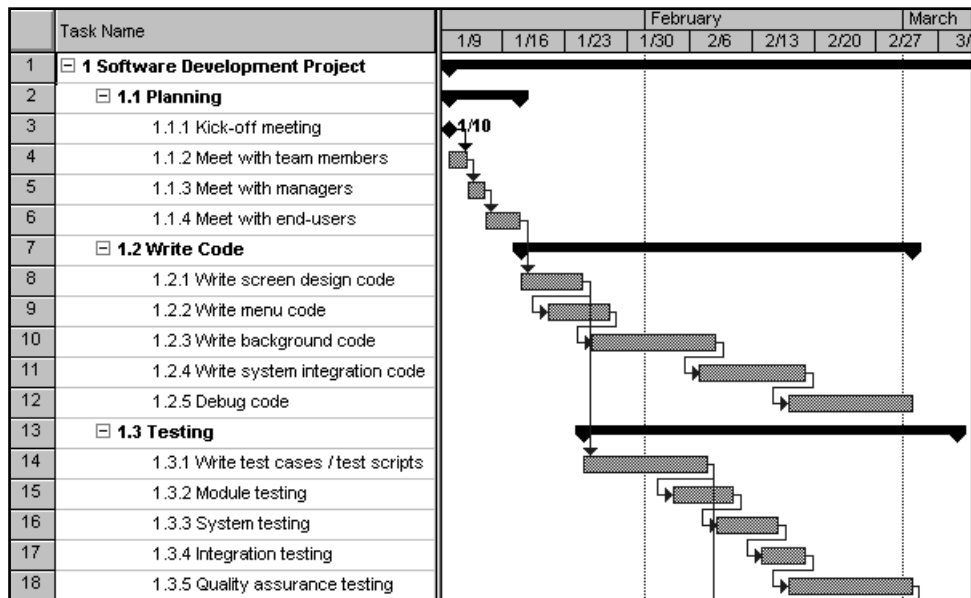 Task Name
February March
1/9 1/16 1/23 1/30 2/6 2/13 2/20 2/27 3/
1 1 Software Development Project
2 1.1 Planning
3 1.1.1 Kick-off meeting 1/10
4 1.1.2 Meet with team members
5 1.1.3 Meet with managers
6 1.1.4 Meet with end-users
7 1.2 Write Code
8 1.2.1 Write screen design code
9 1.2.2 Write menu code
10 1.2.3 Write background code
11 1.2.4 Write system integration code
12 1.2.5 Debug code
13 1.3 Testing
14 1.3.1 Write test cases / test scripts
15 1.3.2 Module testing
16 1.3.3 System testing
17 1.3.4 Integration testing
18 1.3.5 Quality assurance testing